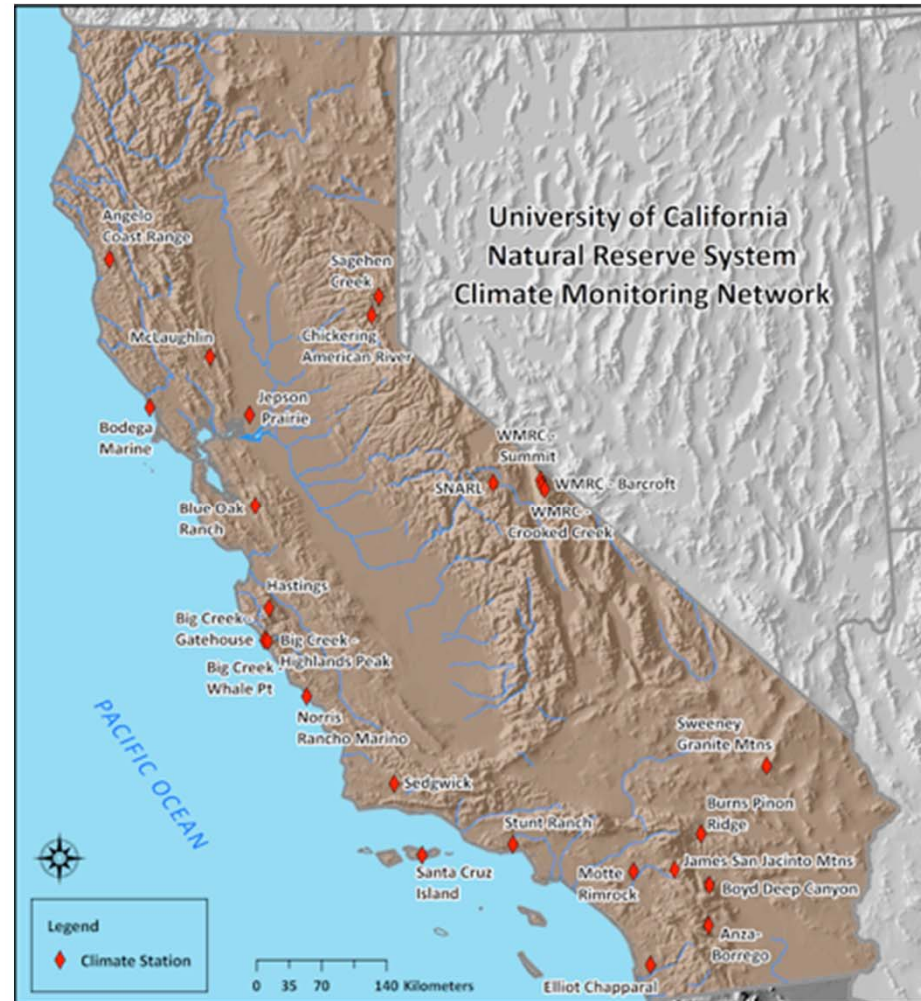 University of California
Natural Reserve System
Climate Monitoring Network
Angelo
Coast Range
Sagehen
Creek
Chickering
American River
McLaughlin
Jepson
Prairie
Bodega
Marine
WMRC -
Summit
SNARL
WMRC - Barcroft
WMRC -
Crooked Creek
Blue Oak
Ranch
Hastings
Big Creek -
Gatehouse
Big Creek -
Highlands Peak
Big Creek -
Whale Pt
Norris
Rancho Marino
PACIFIC OCEAN
Sweeney
Granite Mtns
Sedgwick
Burns Pinon
Ridge
Stunt Ranch
Santa Cruz
Island
Motte
Rimrock
James San Jacinto Mtns
Boyd Deep Canyon
Anza-
Borrego
Elliot Chapparal
Legend
Climate Station
0 35 70 140 Kilometers